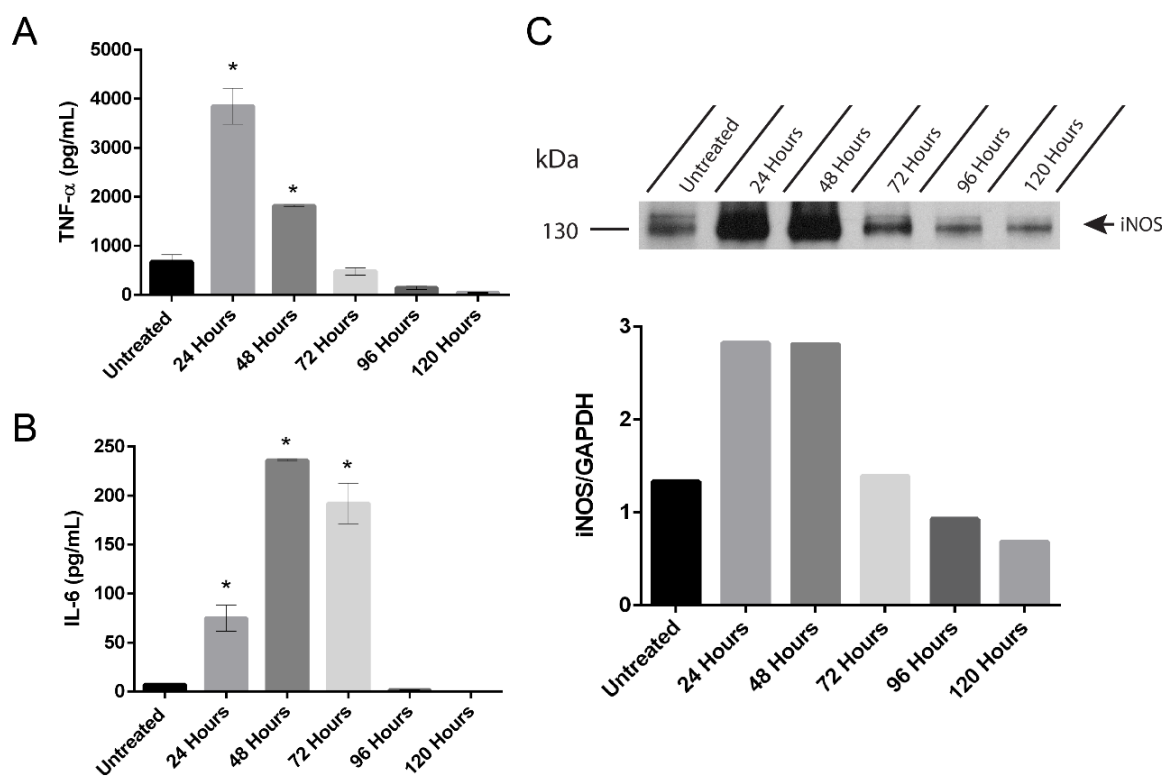 A
TNF-α (pg/mL)
5000
4000
3000
2000
1000
0
*
*
Untreated
24 Hours
48 Hours
72 Hours
96 Hours
120 Hours
B
IL-6 (pg/mL)
250
200
150
100
50
0
*
*
*
Untreated
24 Hours
48 Hours
72 Hours
96 Hours
120 Hours
C
kDa
Untreated
24 Hours
48 Hours
72 Hours
96 Hours
120 Hours
130
iNOS
iNOS/GAPDH
3
2
1
0
Untreated
24 Hours
48 Hours
72 Hours
96 Hours
120 Hours